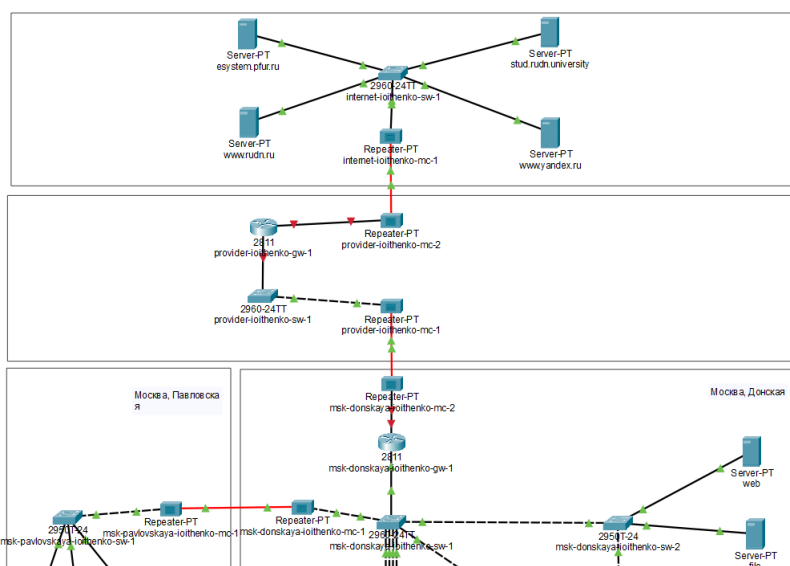 Server-PT
esystem.pfur.ru
Server-PT
stud.rudn.university
2960-24TT
internet-ioithenko-sw-1
Server-PT
www.rudn.ru
Repeater-PT
internet-ioithenko-mc-1
Server-PT
www.yandex.ru
2811
provider-ioithenko-gw-1
Repeater-PT
provider-ioithenko-mc-2
2960-24TT
provider-ioithenko-sw-1
Repeater-PT
provider-ioithenko-mc-1
Москва, Павловска
я
Repeater-PT
msk-donskaya-ioithenko-mc-2
Москва, Донская
2811
msk-donskaya-ioithenko-gw-1
Server-PT
web
2950T-24
msk-pavlovskaya-ioithenko-sw-1
Repeater-PT
msk-pavlovskaya-ioithenko-mc-1
Repeater-PT
msk-donskaya-ioithenko-mc-1
2960-24TT
msk-donskaya-ioithenko-sw-1
2950T-24
msk-donskaya-ioithenko-sw-2
Server-PT
file